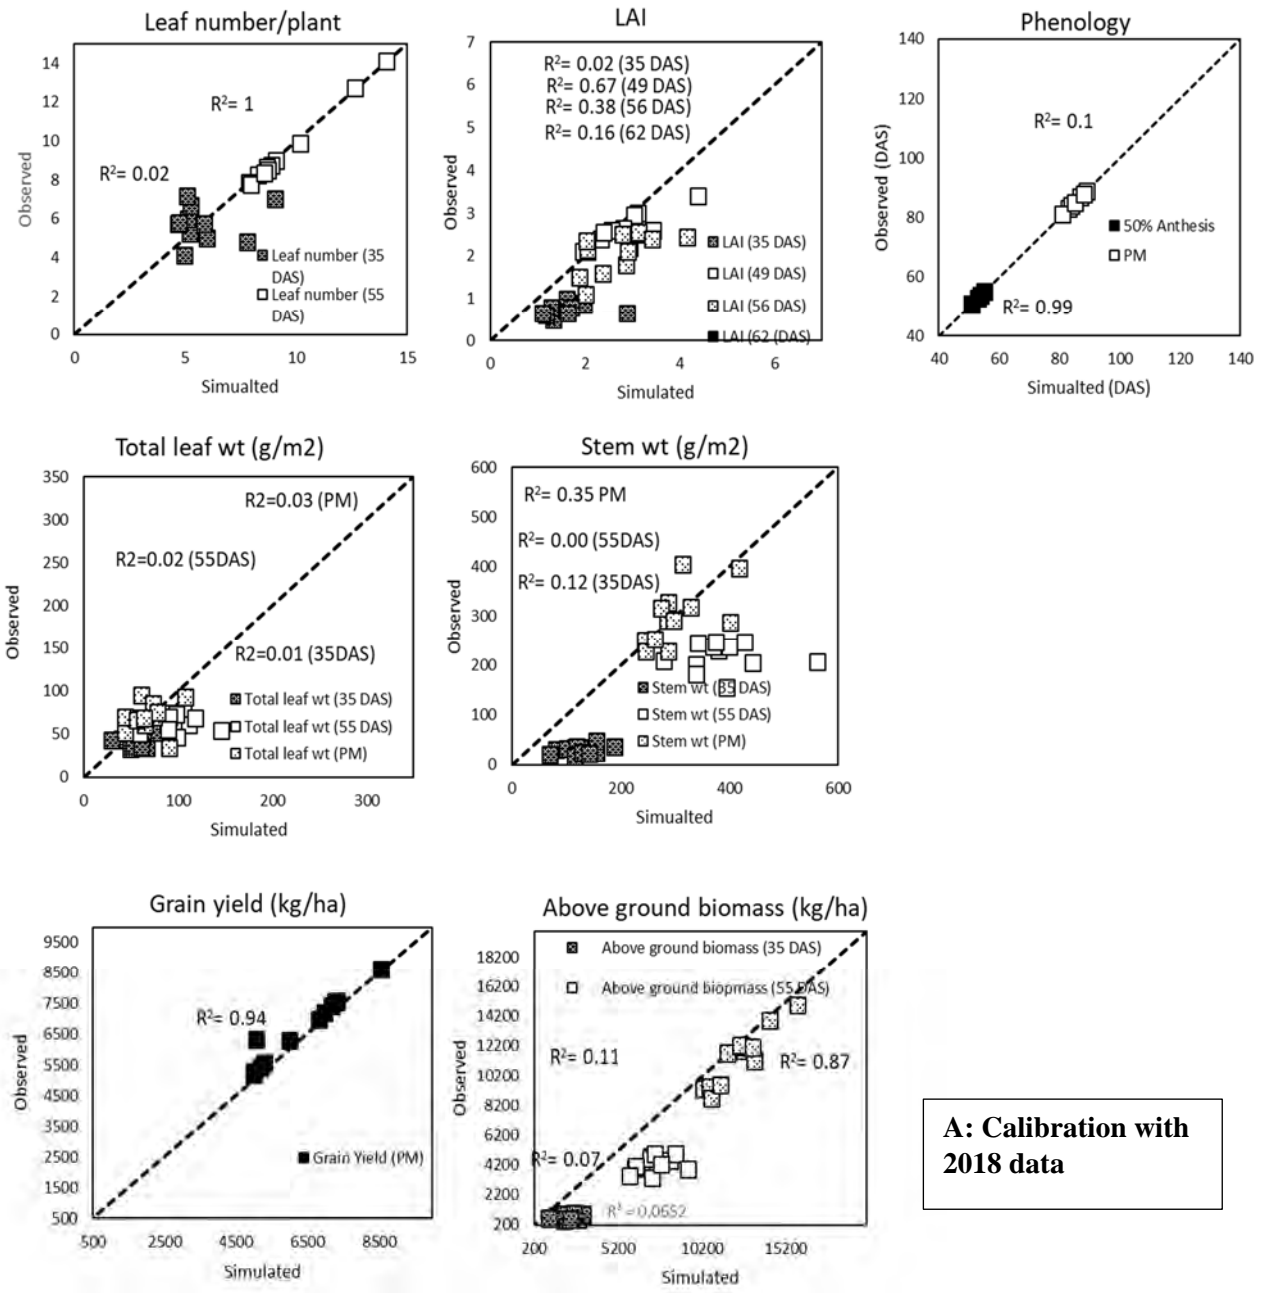 Leaf number/plant
14
12
10
8
6
4
2
0
0
5
10
15
Observed
Simualted
R²= 1
R²= 0.02
Leaf number (35
DAS)
Leaf number (55
DAS)
LAI
7
6
5
4
3
2
1
0
0
2
4
6
Observed
Simulated
R²= 0.02 (35 DAS)
R²= 0.67 (49 DAS)
R²= 0.38 (56 DAS)
R²= 0.16 (62 DAS)
LAI (35 DAS)
LAI (49 DAS)
LAI (56 DAS)
LAI (62 (DAS)
Phenology
140
120
100
80
60
40
40
60
80
100
120
140
Observed (DAS)
Simualted (DAS)
R²= 0.1
R²= 0.99
50% Anthesis
PM
Total leaf wt (g/m2)
350
300
250
200
150
100
50
0
0
100
200
300
Observed
Simulated
R2=0.03 (PM)
R2=0.02 (55DAS)
R2=0.01 (35DAS)
Total leaf wt (35 DAS)
Total leaf wt (55 DAS)
Total leaf wt (PM)
Stem wt (g/m2)
600
500
400
300
200
100
0
0
200
400
600
Observed
Simualted
R²= 0.35 PM
R²= 0.00 (55DAS)
R²= 0.12 (35DAS)
Stem wt (35 DAS)
Stem wt (55 DAS)
Stem wt (PM)
Grain yield (kg/ha)
9500
8500
7500
6500
5500
4500
3500
2500
1500
500
500
2500
4500
6500
8500
Observed
Simulated
R²= 0.94
Grain Yield (PM)
Above ground biomass (kg/ha)
18200
16200
14200
12200
10200
8200
6200
4200
2200
200
200
5200
10200
15200
Observed
Simulated
Above ground biomass (35 DAS)
Above ground biopmass (55 DAS)
R²= 0.11
R²= 0.87
R²= 0.07
R² = 0.0652
A: Calibration with
2018 data